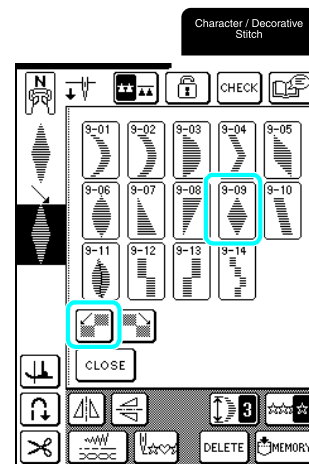 Character / Decorative
Stitch
N
CHECK
9-01 9-02 9-03 9-04 9-05
9-06 9-07 9-08 9-09 9-10
9-11 9-12 9-13 9-14
CLOSE
3
DELETE MEMORY